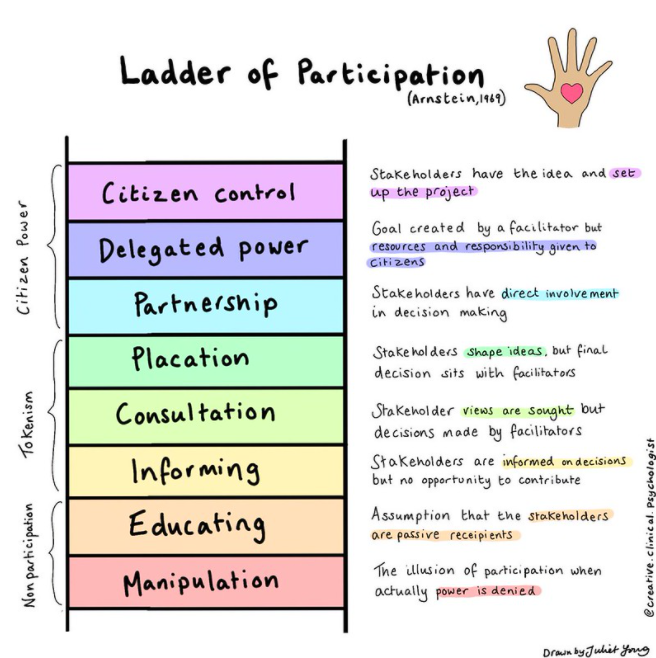 Ladder of Participation
(Arnstein, 1969)
Citizen Power
Citizen control
Stakeholders have the idea and set
up the project
Delegated power
Goal created by a facilitator but
resources and responsibility given to
citizens
Partnership
Stakeholders have direct involvement
in decision making
Tokenism
Placation
Stakeholders shape ideas, but final
decision sits with facilitators
Consultation
Stakeholder views are sought but
decisions made by facilitators
Informing
Stakeholders are informed on decisions
but no opportunity to contribute
Nonparticipation
Educating
Assumption that the stakeholders
are passive receipients
Manipulation
The illusion of participation when
actually power is denied
@creative.clinical.psychologist
Drawn by Juliet Young